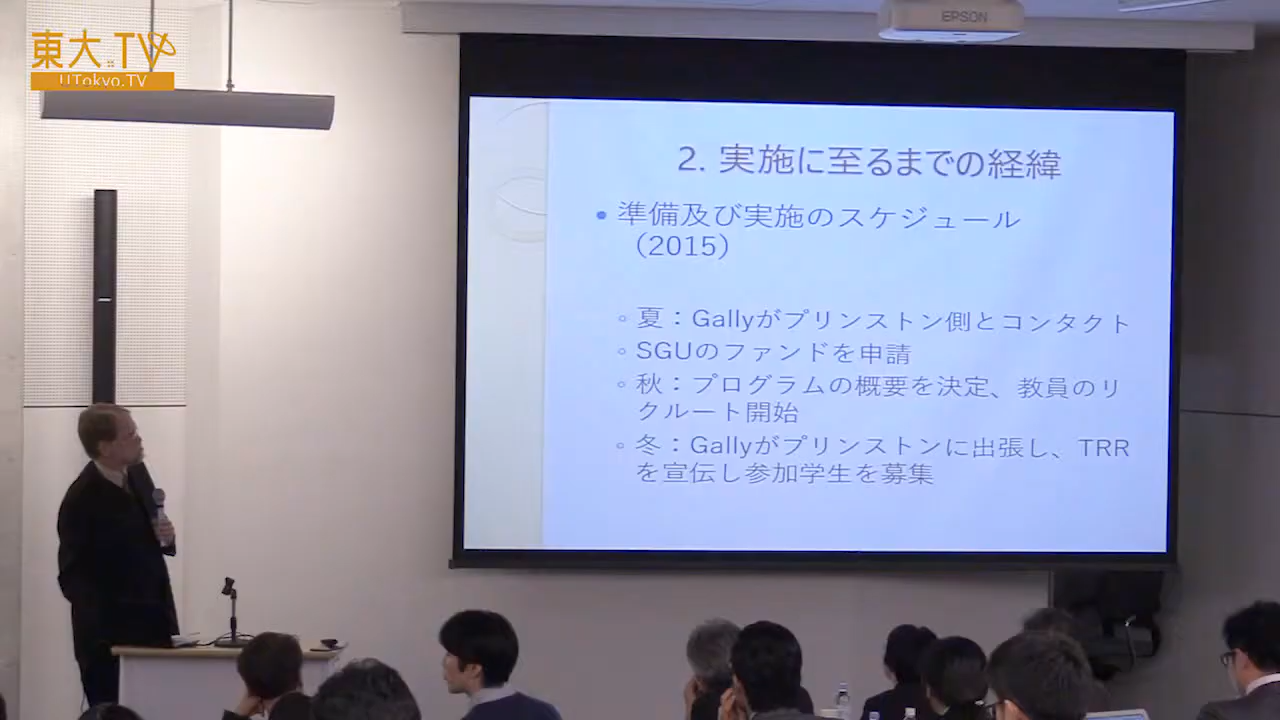 東大.TV
UTokyo.TV
EPSON
2. 実施に至るまでの経緯
• 準備及び実施のスケジュール
（2015）
◦ 夏：Gallyがプリンストン側とコンタクト
◦ SGUのファンドを申請
◦ 秋：プログラムの概要を決定、教員のリ
クルート開始
◦ 冬：Gallyがプリンストンに出張し、TRR
を宣伝し参加学生を募集